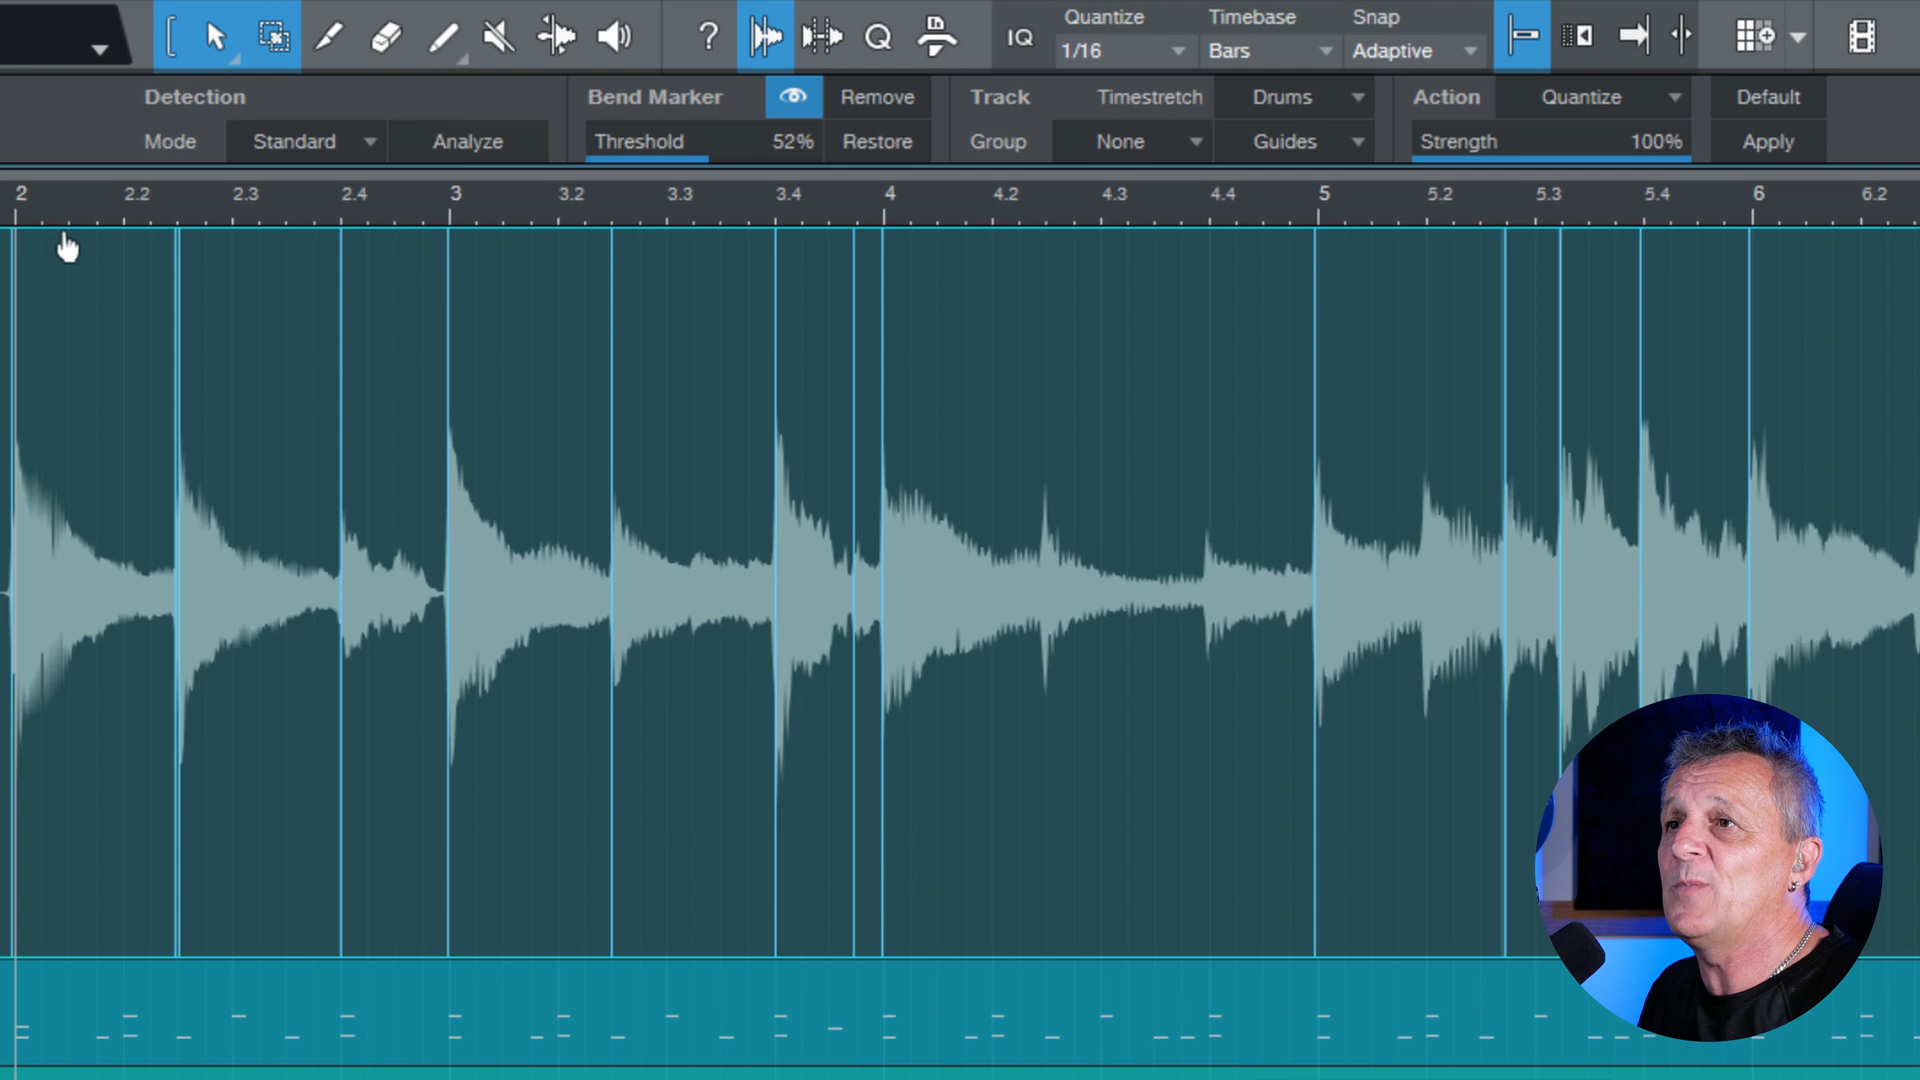 Quantize Timebase Snap
? Q IQ 1/16 Bars Adaptive
Detection Bend Marker Remove Track Timestretch Drums Action Quantize Default
Mode Standard Analyze Threshold 52% Restore Group None Guides Strength 100% Apply
2 2.2 2.3 2.4 3 3.2 3.3 3.4 4 4.2 4.3 4.4 5 5.2 5.3 5.4 6 6.2